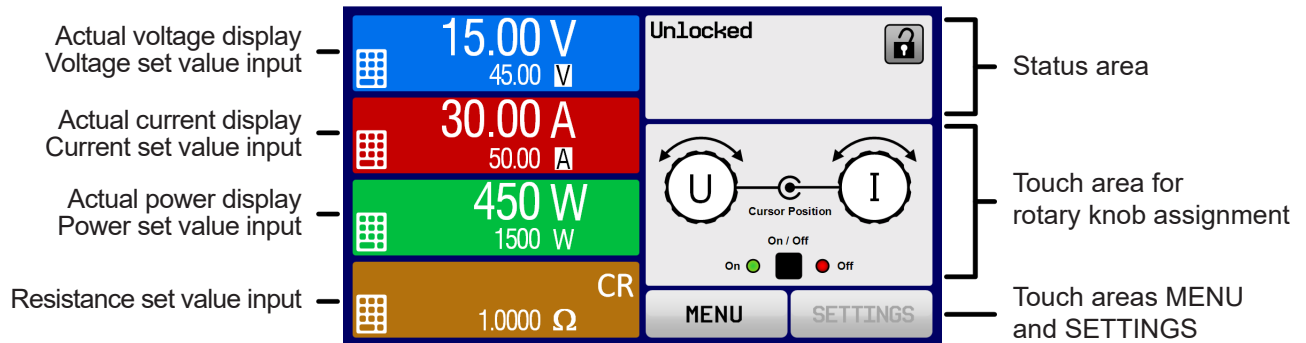 Actual voltage display
Voltage set value input
Actual current display
Current set value input
Actual power display
Power set value input
Resistance set value input
15.00 V
45.00 V
30.00 A
50.00 A
450 W
1500 W
CR
1.0000 Ω
Unlocked
U
I
Cursor Position
On / Off
On
Off
MENU
SETTINGS
Status area
Touch area for
rotary knob assignment
Touch areas MENU
and SETTINGS